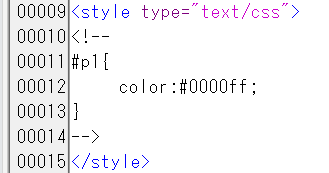 00009<style type="text/css">
00010<!--
00011#p1{
00012    color:#0000ff;
00013}
00014-->
00015</style>